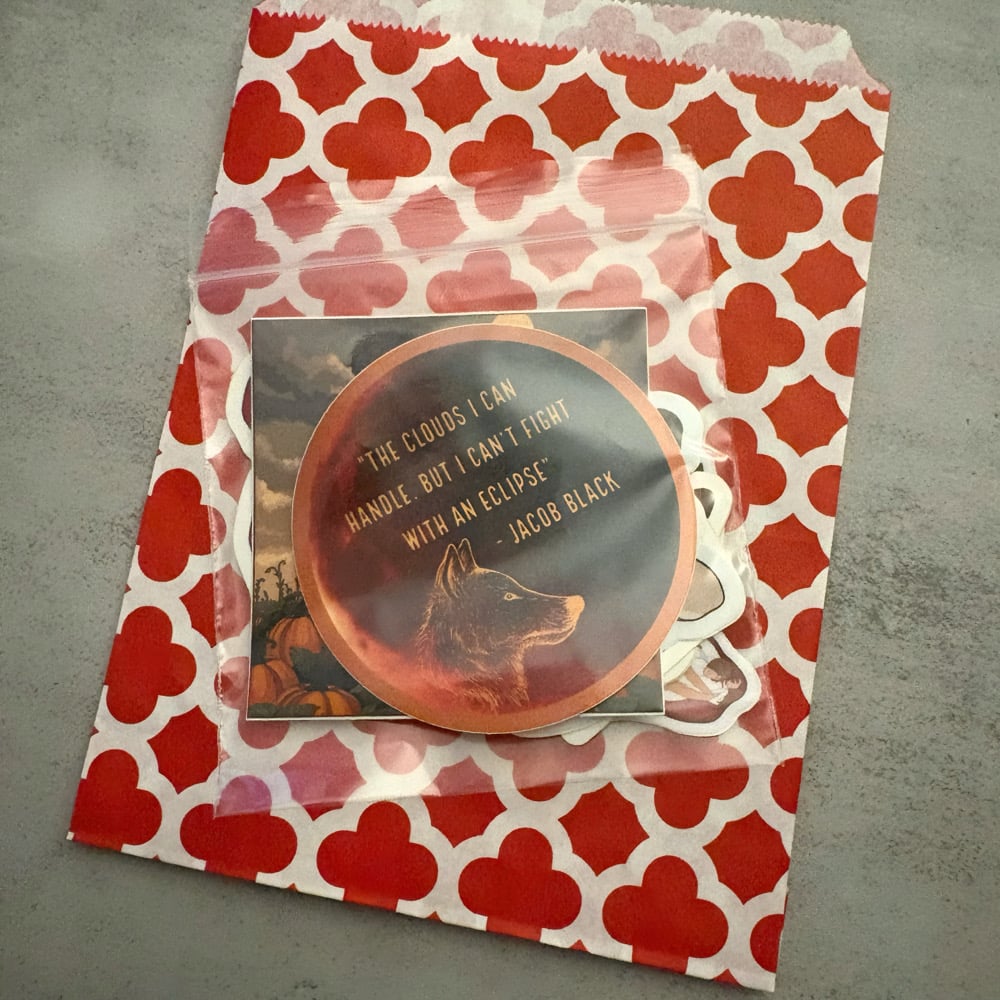 "THE CLOUDS I CAN
HANDLE. BUT I CAN'T FIGHT
WITH AN ECLIPSE"
- JACOB BLACK